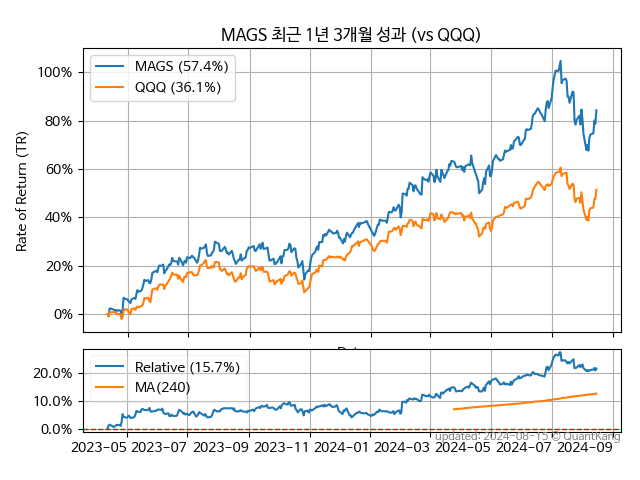 MAGS 최근 1년 3개월 성과 (vs QQQ)
MAGS (57.4%)
QQQ (36.1%)
Rate of Return (TR)
100%
80%
60%
40%
20%
0%
Relative (15.7%)
MA(240)
20.0%
10.0%
0.0%
2023-05 2023-07 2023-09 2023-11 2024-01 2024-03 2024-05 2024-07 2024-09
updated: 2024-08-15 © QuantKang